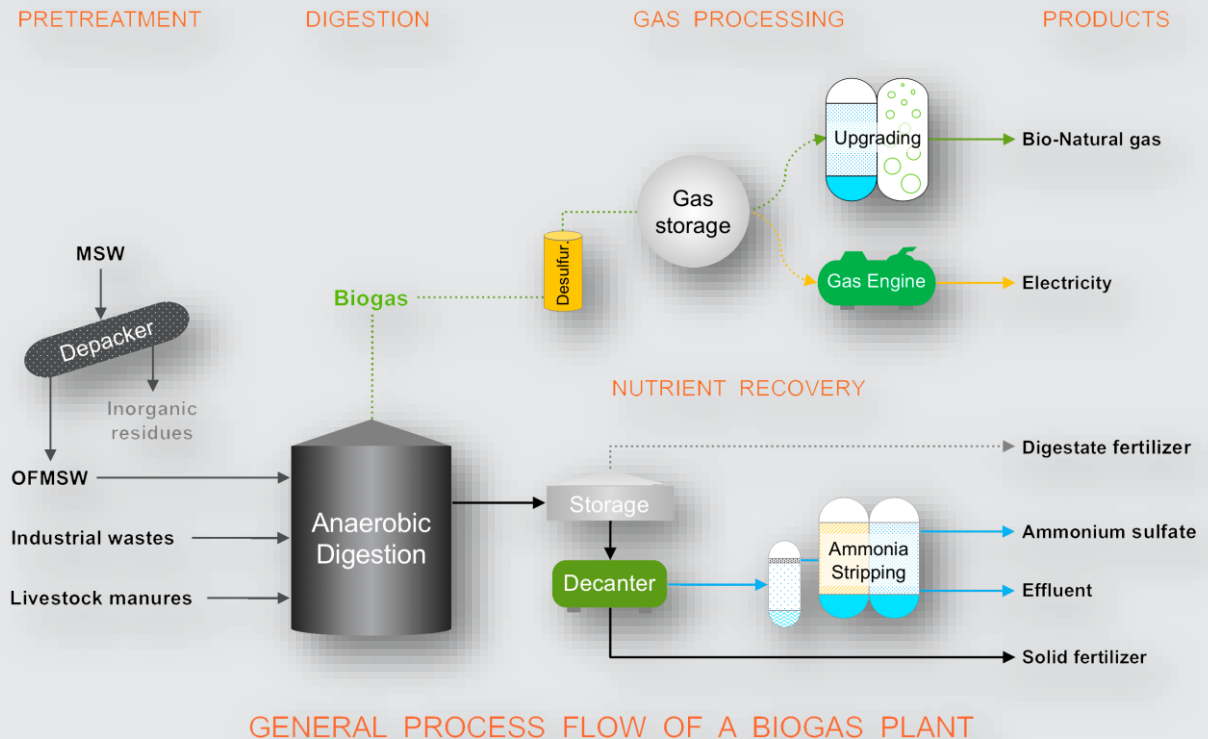 PRETREATMENT
DIGESTION
GAS PROCESSING
PRODUCTS
Upgrading
Bio-Natural gas
Gas
storage
MSW
Desulfur.
Gas Engine
Electricity
Biogas
Depacker
NUTRIENT RECOVERY
Inorganic
residues
Digestate fertilizer
OFMSW
Storage
Anaerobic
Digestion
Industrial wastes
Ammonium sulfate
Ammonia
Stripping
Decanter
Effluent
Livestock manures
Solid fertilizer
GENERAL PROCESS FLOW OF A BIOGAS PLANT